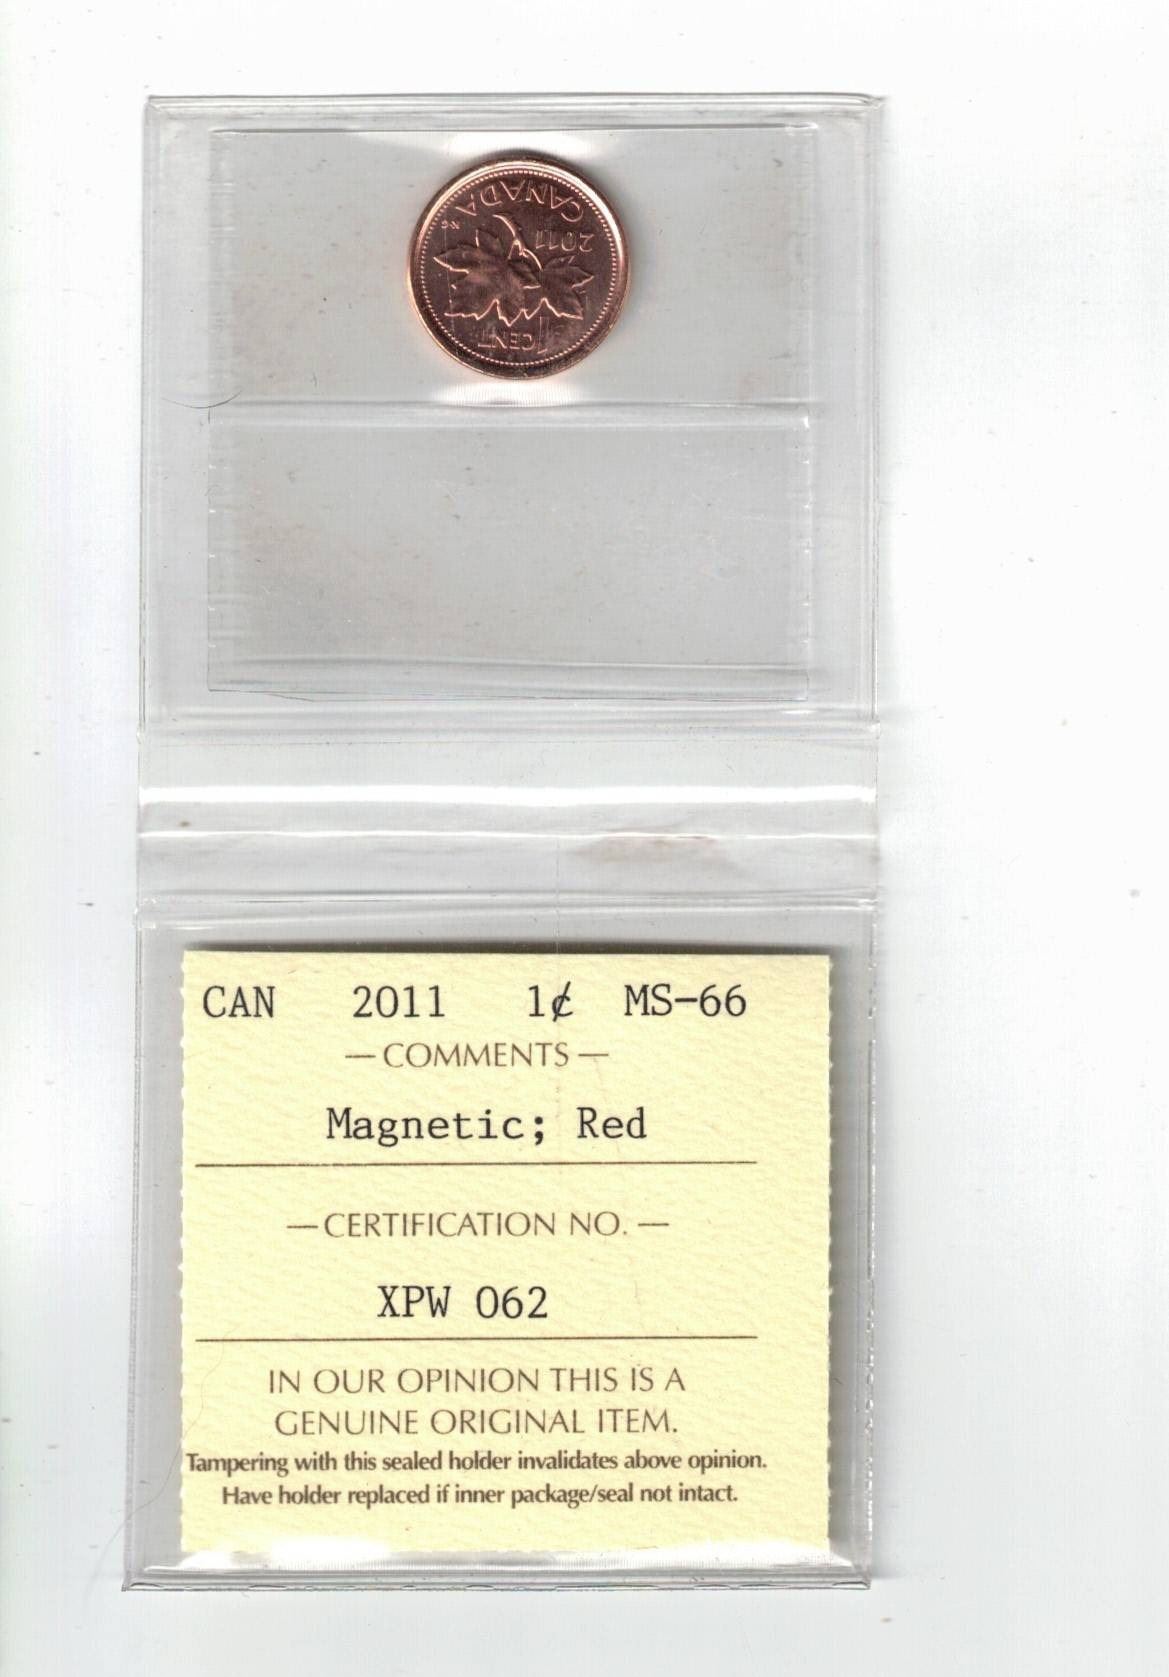 CANADA
2011
1 CENT
CAN 2011 1¢ MS-66
— COMMENTS —
Magnetic; Red
— CERTIFICATION NO. —
XPW 062
IN OUR OPINION THIS IS A
GENUINE ORIGINAL ITEM.
Tampering with this sealed holder invalidates above opinion.
Have holder replaced if inner package/seal not intact.